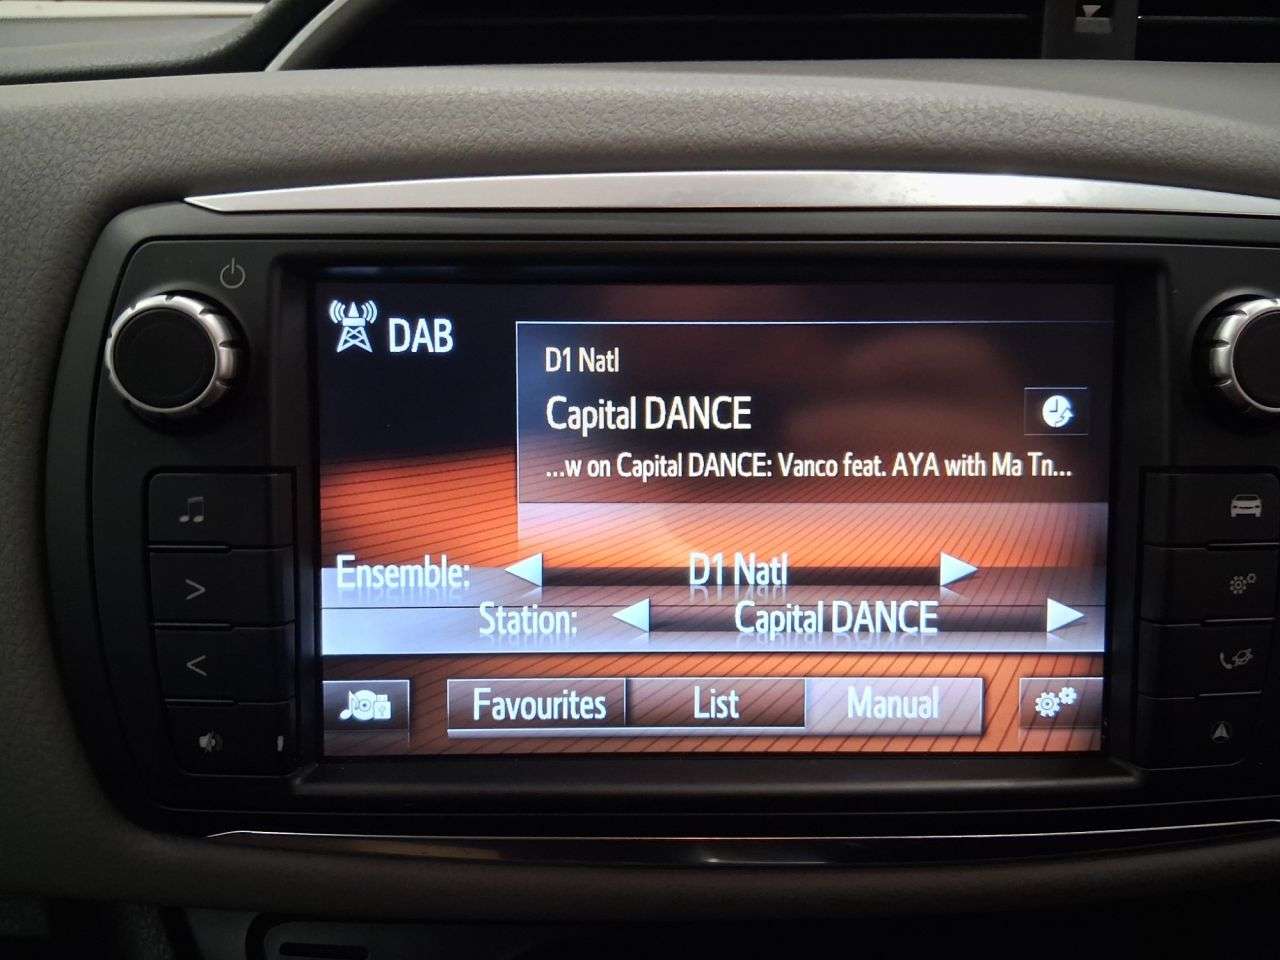 DAB
D1 Natl
Capital DANCE
...w on Capital DANCE: Vanco feat. AYA with Ma Tn...
Ensemble: D1 Natl
Station: Capital DANCE
Favourites List Manual